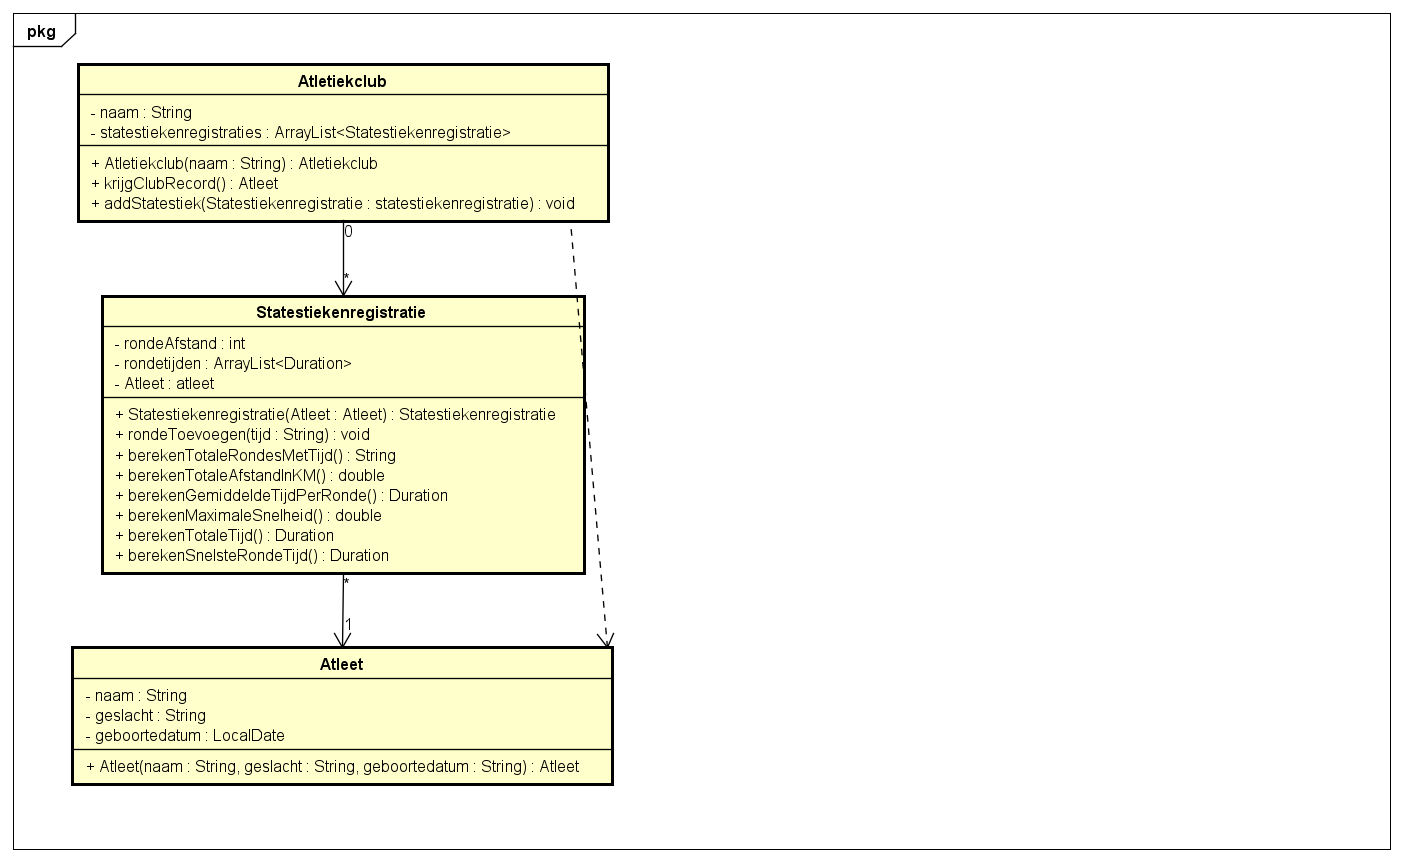 pkg
Atletiekclub
- naam : String
- statestiekenregistraties : ArrayList<Statestiekenregistratie>
+ Atletiekclub(naam : String) : Atletiekclub
+ krijgClubRecord() : Atleet
+ addStatestiek(Statestiekenregistratie : statestiekenregistratie) : void
0
*
Statestiekenregistratie
- rondeAfstand : int
- rondetijden : ArrayList<Duration>
- Atleet : atleet
+ Statestiekenregistratie(Atleet : Atleet) : Statestiekenregistratie
+ rondeToevoegen(tijd : String) : void
+ berekenTotaleRondesMetTijd() : String
+ berekenTotaleAfstandInKM() : double
+ berekenGemiddeldeTijdPerRonde() : Duration
+ berekenMaximaleSnelheid() : double
+ berekenTotaleTijd() : Duration
+ berekenSnelsteRondeTijd() : Duration
*
1
Atleet
- naam : String
- geslacht : String
- geboortedatum : LocalDate
+ Atleet(naam : String, geslacht : String, geboortedatum : String) : Atleet